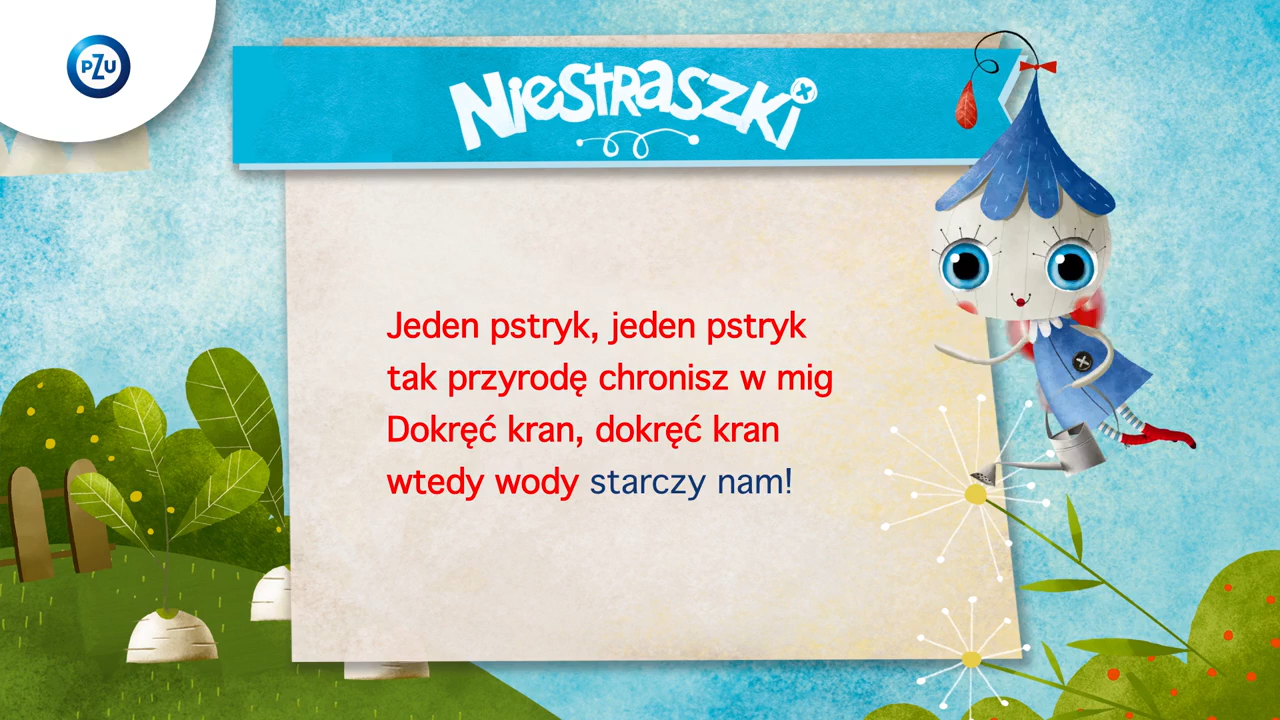 PZU
Niestraszki
Jeden pstryk, jeden pstryk
tak przyrodę chronisz w mig
Dokręć kran, dokręć kran
wtedy wody starczy nam!